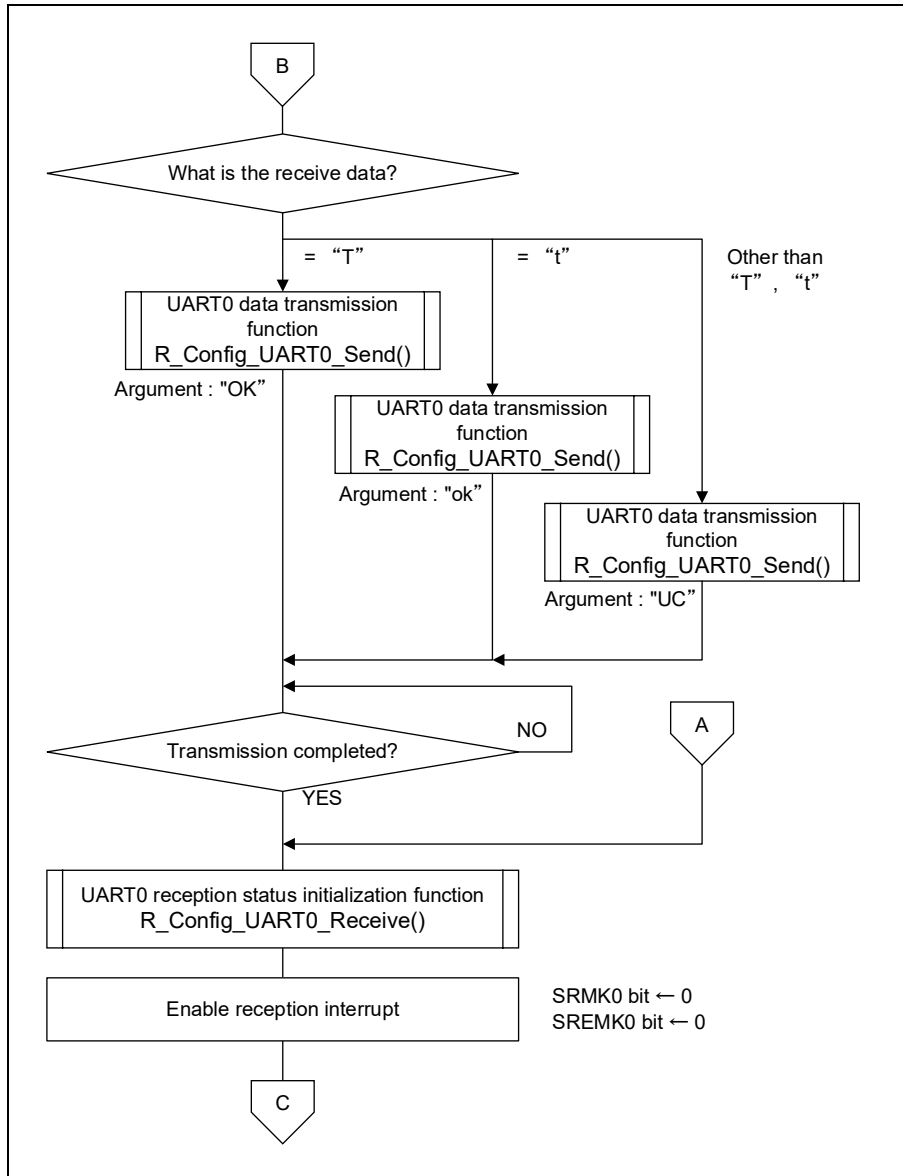 B
What is the receive data?
= “T”
= “t”
Other than
“T” , “t”
UART0 data transmission
function
R_Config_UART0_Send()
Argument : "OK”
UART0 data transmission
function
R_Config_UART0_Send()
Argument : "ok”
UART0 data transmission
function
R_Config_UART0_Send()
Argument : "UC”
A
NO
Transmission completed?
YES
UART0 reception status initialization function
R_Config_UART0_Receive()
Enable reception interrupt
SRMK0 bit ← 0
SREMK0 bit ← 0
C